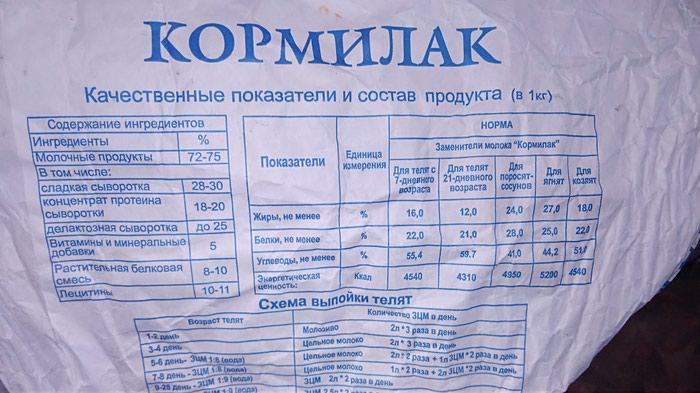 КОРМИЛАК
Качественные показатели и состав продукта (в 1кг)
Содержание ингредиентов
Ингредиенты %
Молочные продукты 72-75
В том числе:
сладкая сыворотка 28-30
концентрат протеина
сыворотки 18-20
делактозная сыворотка до 25
Витамины и минеральные
добавки 5
Растительная белковая
смесь 8-10
Лецитины 10-11
Показатели
Единица
измерения
НОРМА
Заменители молока "Кормилак"
Для телят с
7-дневного
возраста
Для телят
21-дневного
возраста
Для
поросят-
сосунов
Для
ягнят
Для
козлят
Жиры, не менее % 16,0 12,0 24,0 27,0 18,0
Белки, не менее % 22,0 21,0 28,0 25,0 22,0
Углеводы, не менее % 55,4 59.7 41,0 44,2
Энергетическая
ценность: Ккал 4540 4310 4950 5200 4540
Схема выпойки телят
Возраст телят Количество ЗЦМ в день
1-2 день Молозиво 2л*3 раза в день
3-4 день Цельное молоко 2л*3 раза в день
5-6 день- ЗЦМ 1:8 (вода) Цельное молоко 2л*2 раза + 1л ЗЦМ*2 раза в день
7-8 день - ЗЦМ 1:8 (вода) Цельное молоко 1л*2 раза + 2л ЗЦМ*2 раза в день
9-28 день - ЗЦМ 1:9 (вода) ЗЦМ 2л*2 раза в день